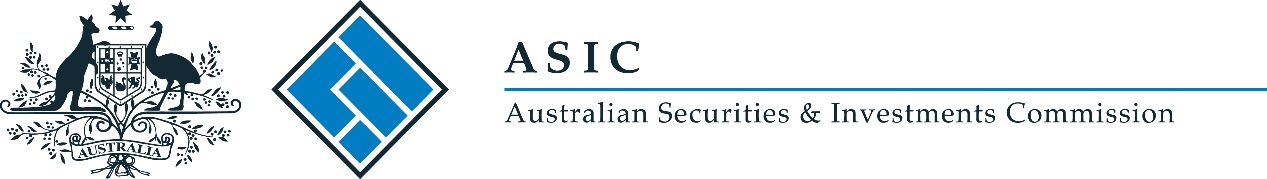 AUSTRALIA
ASIC
Australian Securities & Investments Commission